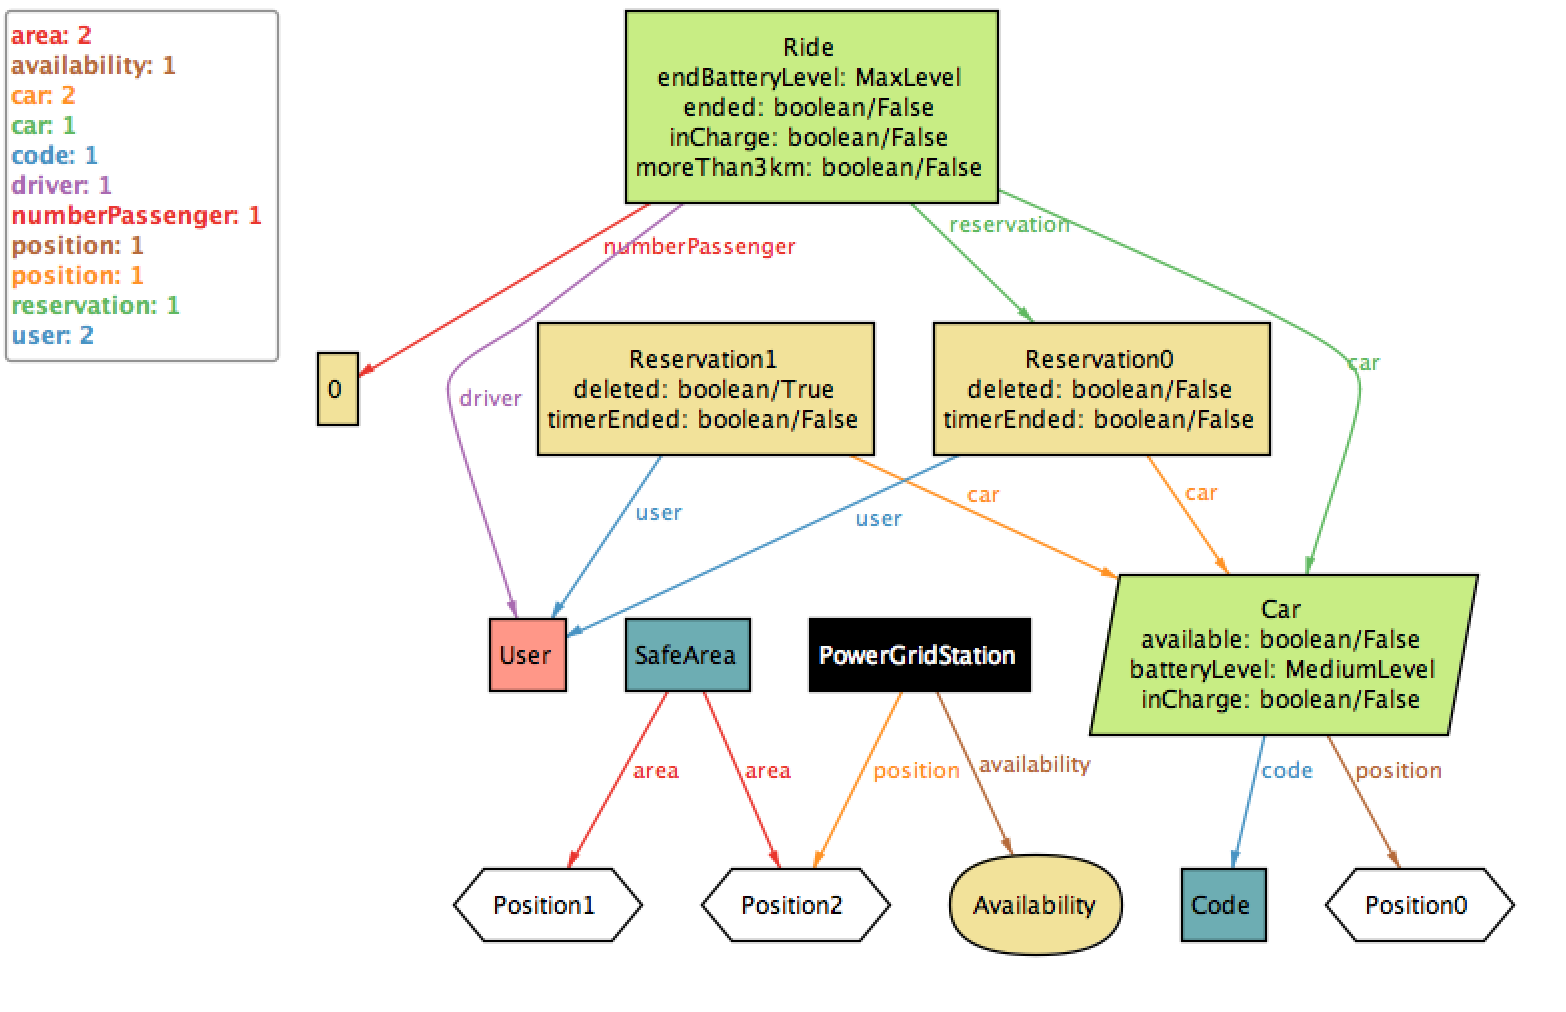 area: 2
availability: 1
car: 2
car: 1
code: 1
driver: 1
numberPassenger: 1
position: 1
position: 1
reservation: 1
user: 2
Ride
endBatteryLevel: MaxLevel
ended: boolean/False
inCharge: boolean/False
moreThan3km: boolean/False
numberPassenger
reservation
driver
car
0
Reservation1
deleted: boolean/True
timerEnded: boolean/False
Reservation0
deleted: boolean/False
timerEnded: boolean/False
user
user
car
car
User
SafeArea
PowerGridStation
Car
available: boolean/False
batteryLevel: MediumLevel
inCharge: boolean/False
area
area
position
availability
code
position
Position1
Position2
Availability
Code
Position0